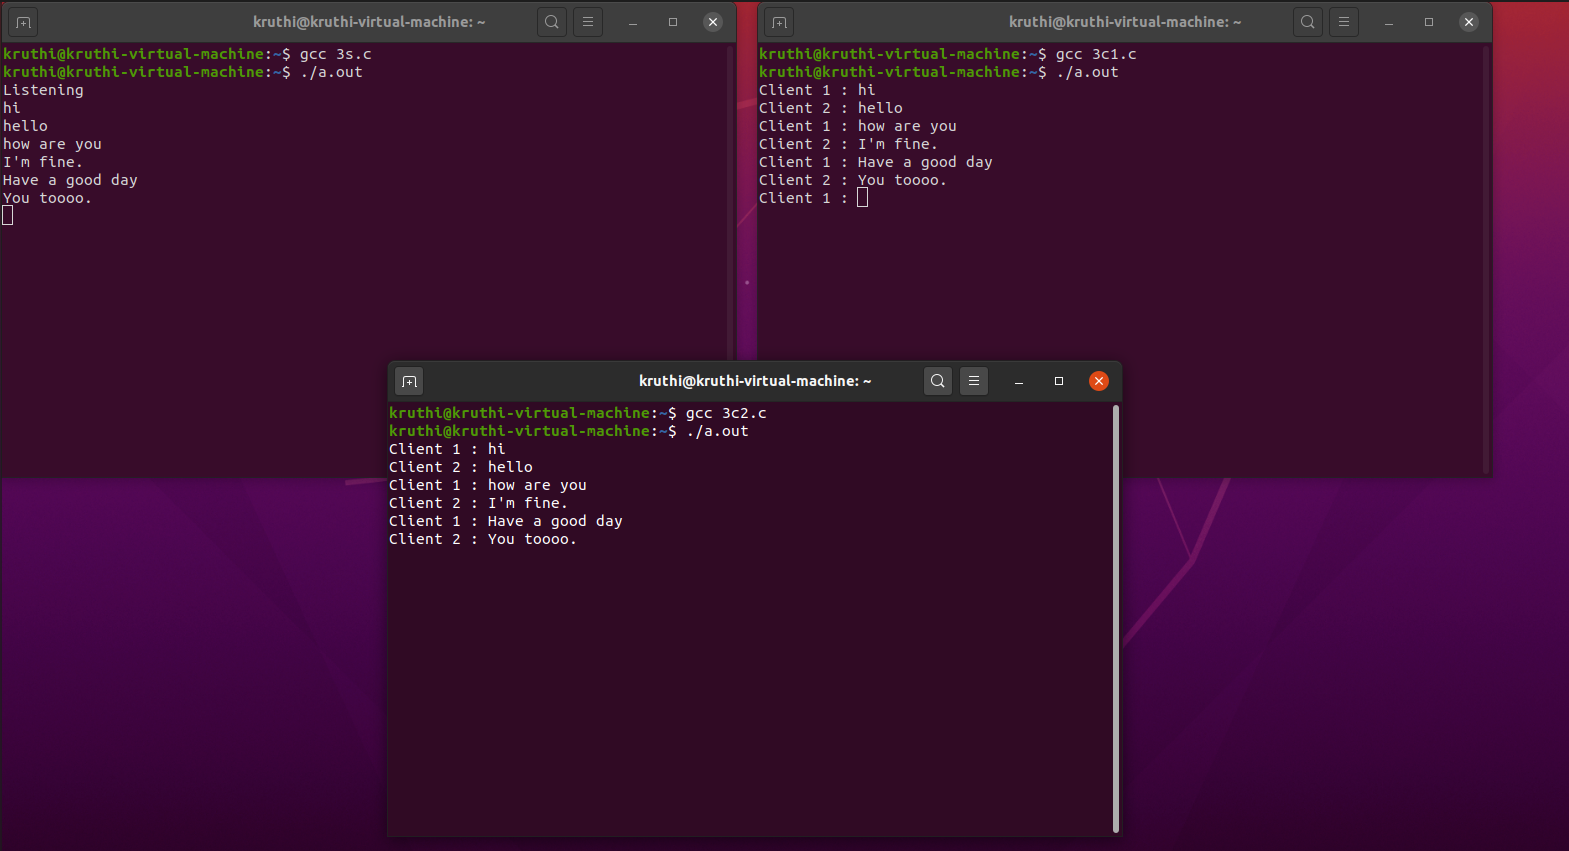 kruthi@kruthi-virtual-machine: ~
kruthi@kruthi-virtual-machine:~$ gcc 3s.c
kruthi@kruthi-virtual-machine:~$ ./a.out
Listening
hi
hello
how are you
I'm fine.
Have a good day
You toooo.
kruthi@kruthi-virtual-machine: ~
kruthi@kruthi-virtual-machine:~$ gcc 3c1.c
kruthi@kruthi-virtual-machine:~$ ./a.out
Client 1 : hi
Client 2 : hello
Client 1 : how are you
Client 2 : I'm fine.
Client 1 : Have a good day
Client 2 : You toooo.
Client 1 :
kruthi@kruthi-virtual-machine: ~
kruthi@kruthi-virtual-machine:~$ gcc 3c2.c
kruthi@kruthi-virtual-machine:~$ ./a.out
Client 1 : hi
Client 2 : hello
Client 1 : how are you
Client 2 : I'm fine.
Client 1 : Have a good day
Client 2 : You toooo.